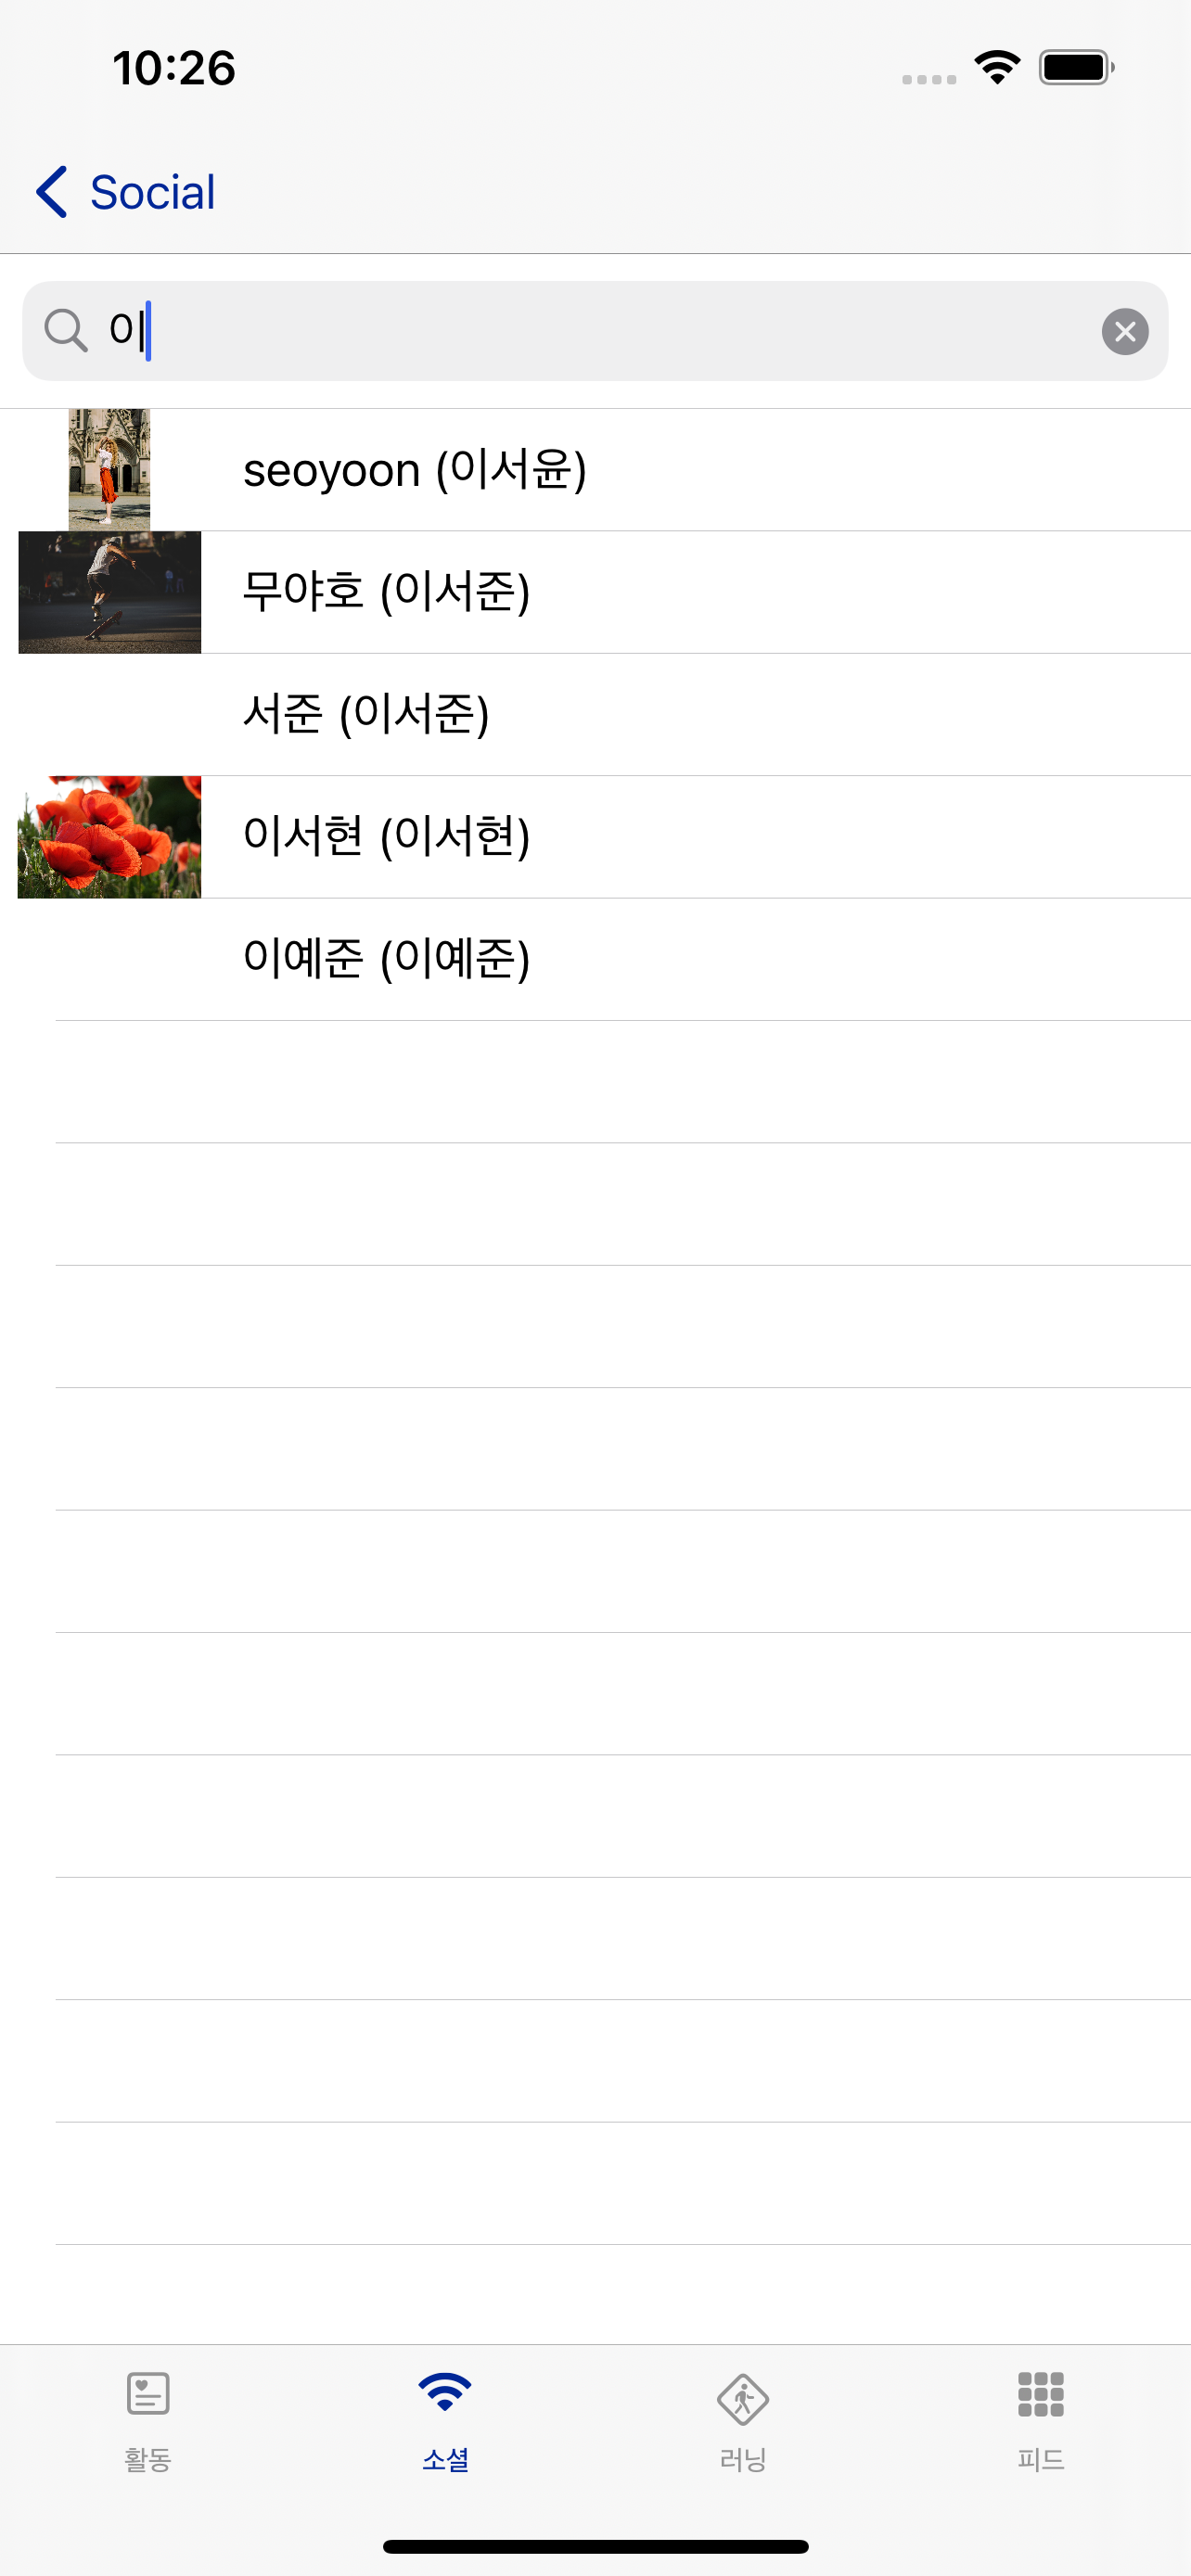 10:26
Social
이
seoyoon (이서윤)
무야호 (이서준)
서준 (이서준)
이서현 (이서현)
이예준 (이예준)
활동
소셜
러닝
피드